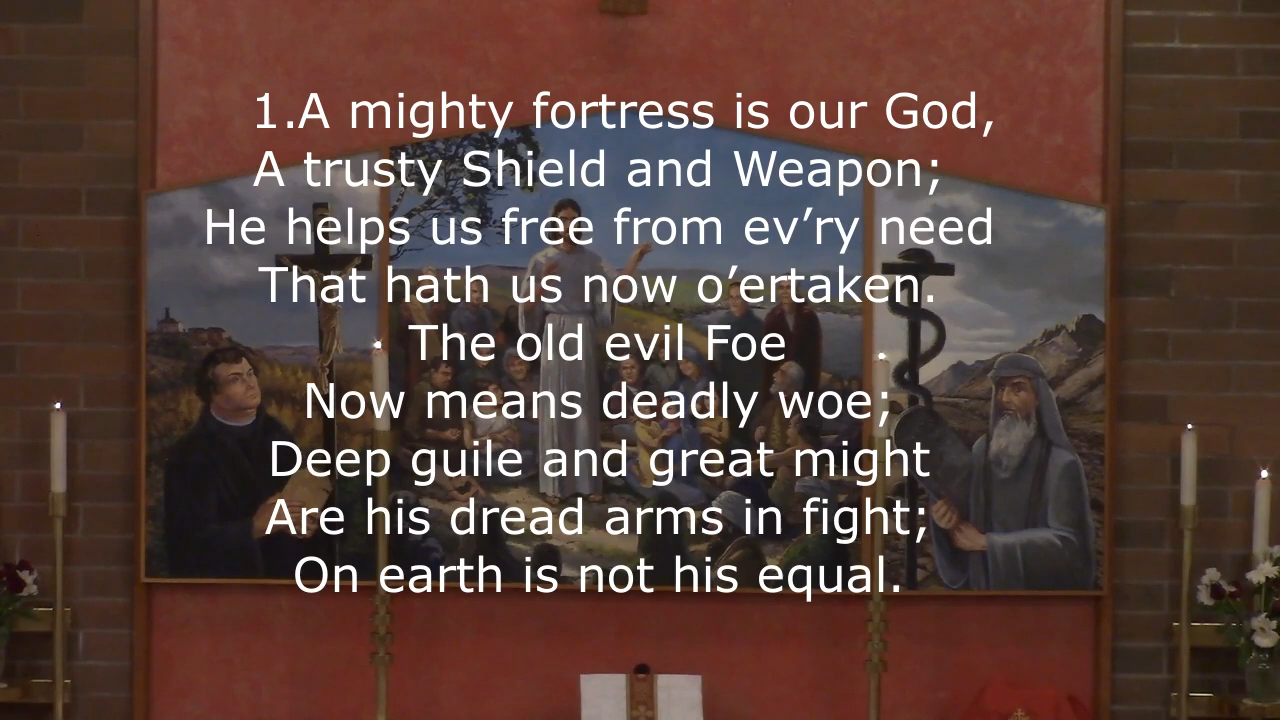 1.A mighty fortress is our God,
A trusty Shield and Weapon;
He helps us free from ev’ry need
That hath us now o’ertaken.
The old evil Foe
Now means deadly woe;
Deep guile and great might
Are his dread arms in fight;
On earth is not his equal.